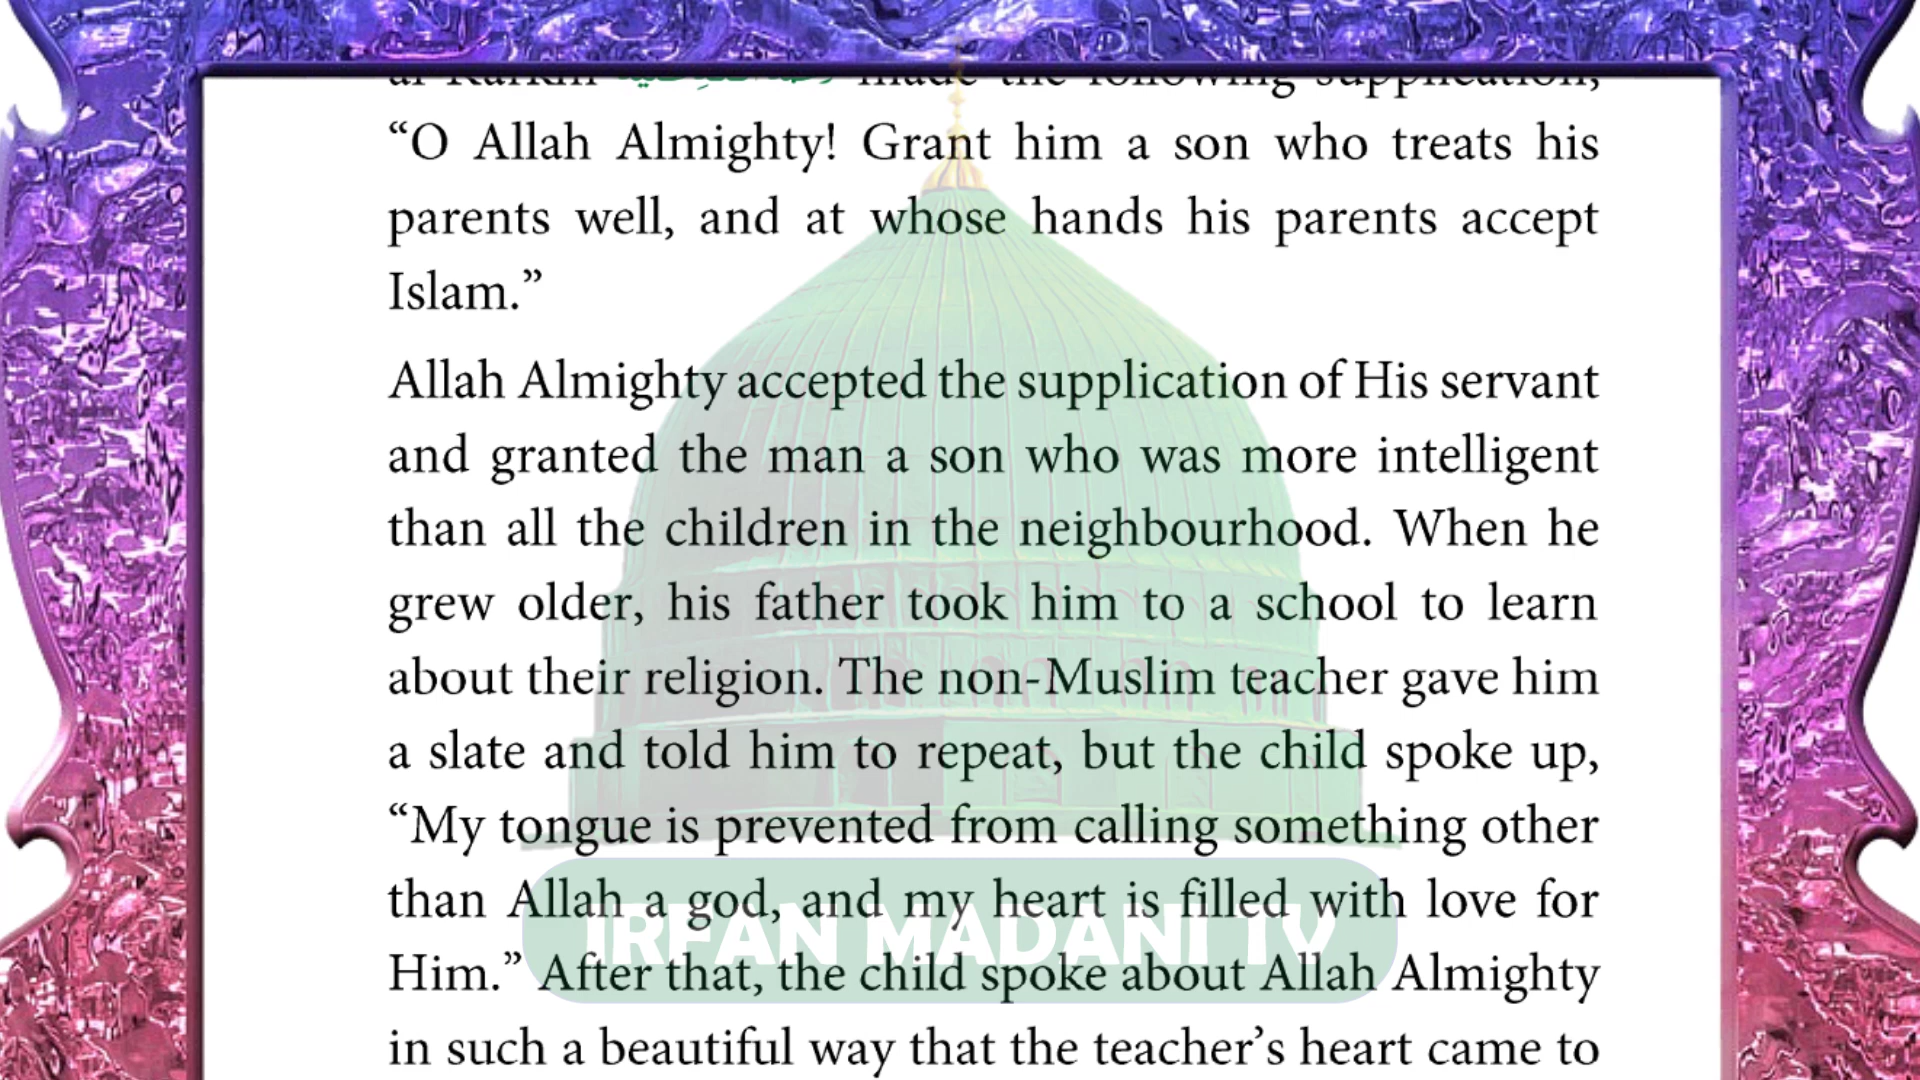 made the following supplication,
“O Allah Almighty! Grant him a son who treats his
parents well, and at whose hands his parents accept
Islam.”
Allah Almighty accepted the supplication of His servant
and granted the man a son who was more intelligent
than all the children in the neighbourhood. When he
grew older, his father took him to a school to learn
about their religion. The non-Muslim teacher gave him
a slate and told him to repeat, but the child spoke up,
“My tongue is prevented from calling something other
than Allah a god, and my heart is filled with love for
Him.” After that, the child spoke about Allah Almighty
in such a beautiful way that the teacher’s heart came to
IRFAN MADANI TV